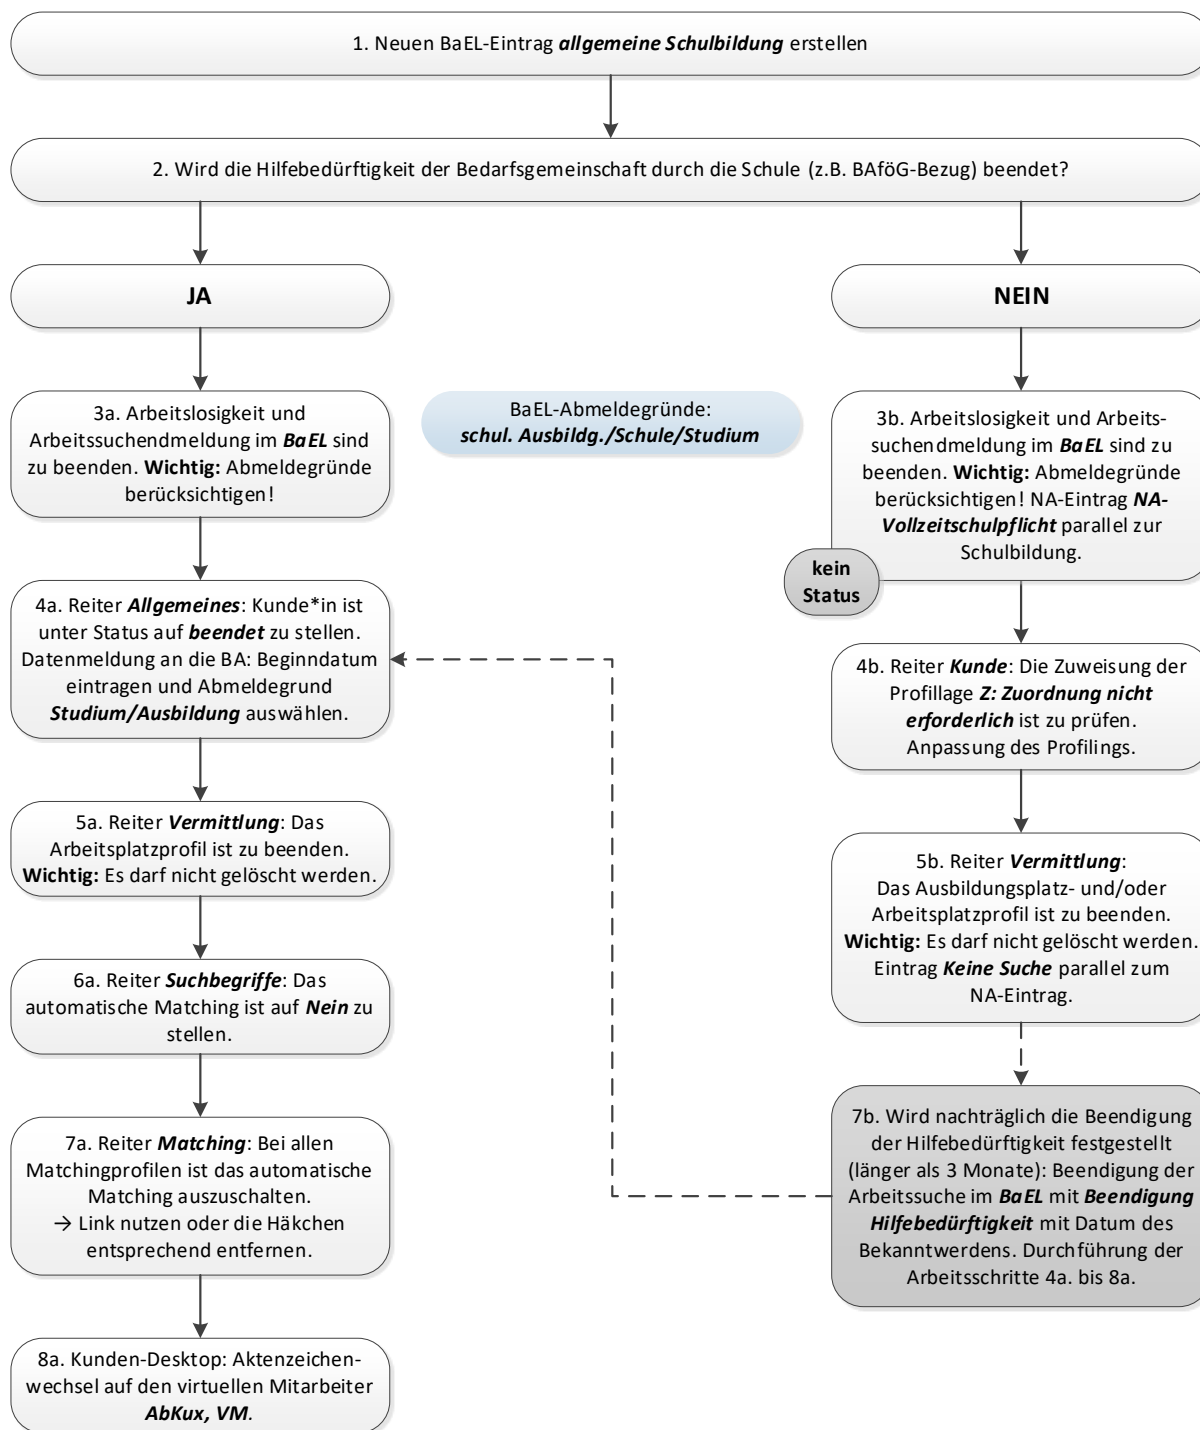 1. Neuen BaEL-Eintrag allgemeine Schulbildung erstellen
2. Wird die Hilfebedürftigkeit der Bedarfsgemeinschaft durch die Schule (z.B. BAföG-Bezug) beendet?
JA
NEIN
3a. Arbeitslosigkeit und
Arbeitssuchendmeldung im BaEL sind
zu beenden. Wichtig: Abmeldegründe
berücksichtigen!
BaEL-Abmeldegründe:
schul. Ausbildg./Schule/Studium
3b. Arbeitslosigkeit und Arbeits-
suchendmeldung im BaEL sind zu
beenden. Wichtig: Abmeldegründe
berücksichtigen! NA-Eintrag NA-
Vollzeitschulpflicht parallel zur
Schulbildung.
kein
Status
4a. Reiter Allgemeines: Kunde*in ist
unter Status auf beendet zu stellen.
Datenmeldung an die BA: Beginndatum
eintragen und Abmeldegrund
Studium/Ausbildung auswählen.
4b. Reiter Kunde: Die Zuweisung der
Profillage Z: Zuordnung nicht
erforderlich ist zu prüfen.
Anpassung des Profilings.
5a. Reiter Vermittlung: Das
Arbeitsplatzprofil ist zu beenden.
Wichtig: Es darf nicht gelöscht werden.
5b. Reiter Vermittlung:
Das Ausbildungsplatz- und/oder
Arbeitsplatzprofil ist zu beenden.
Wichtig: Es darf nicht gelöscht werden.
Eintrag Keine Suche parallel zum
NA-Eintrag.
6a. Reiter Suchbegriffe: Das
automatische Matching ist auf Nein zu
stellen.
7a. Reiter Matching: Bei allen
Matchingprofilen ist das automatische
Matching auszuschalten.
→ Link nutzen oder die Häkchen
entsprechend entfernen.
7b. Wird nachträglich die Beendigung
der Hilfebedürftigkeit festgestellt
(länger als 3 Monate): Beendigung der
Arbeitssuche im BaEL mit Beendigung
Hilfebedürftigkeit mit Datum des
Bekanntwerdens. Durchführung der
Arbeitsschritte 4a. bis 8a.
8a. Kunden-Desktop: Aktenzeichen-
wechsel auf den virtuellen Mitarbeiter
AbKux, VM.